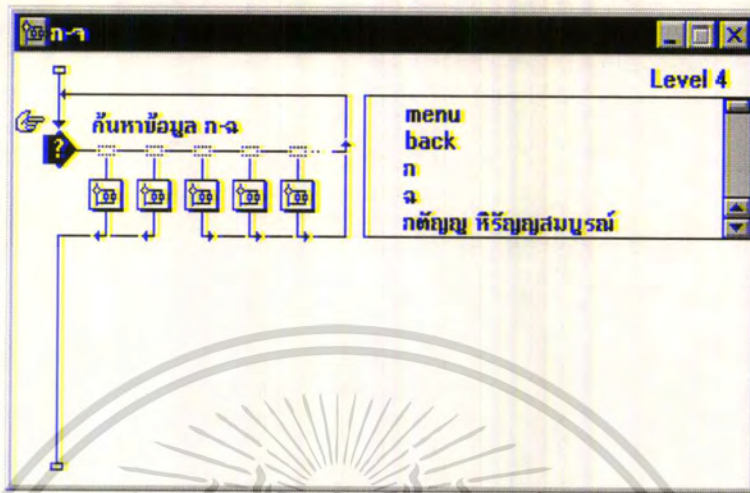 ก-ฉ
Level 4
ค้นหาข้อมูล ก-ฉ
?
menu
back
ก
ฉ
กตัญญู หิรัญญสมบูรณ์